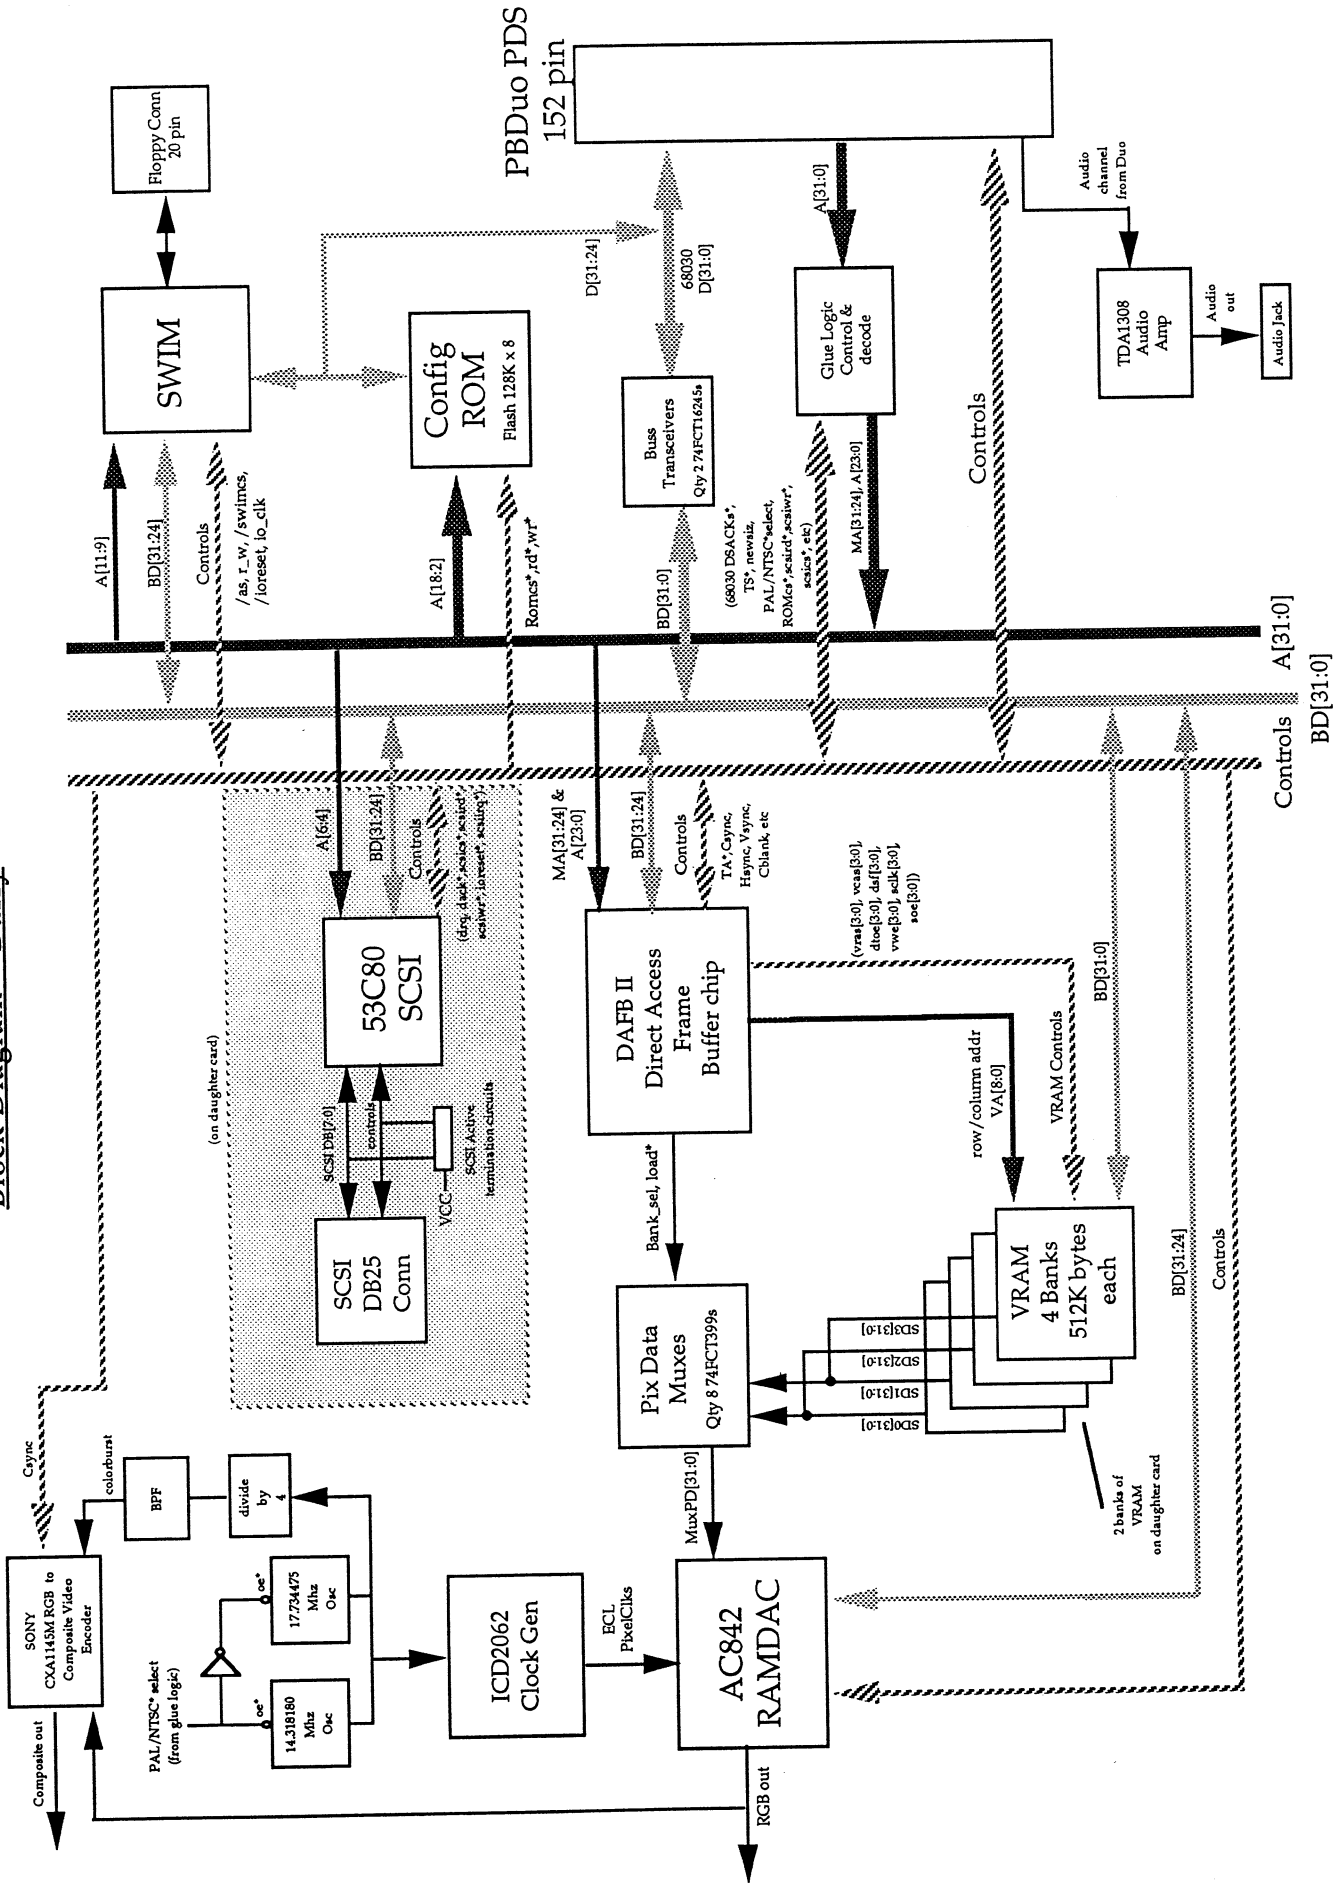 PBDuo PDS
152 pin
Floppy Conn
20 pin
SWIM
A[11:9]
BD[31:24]
Controls
/as, r_w, /swimcs,
/ioreset, io_clk
D[31:24]
Config
ROM
Flash 128K x 8
A[18:2]
Romcs*,rd*,wr*
68030
D[31:0]
Buss
Transceivers
Qty 2 74FCT16245s
BD[31:0]
A[31:0]
Glue Logic
Control &
decode
(68030 DSACKs*,
TS*, newsiz,
PAL/NTSC*select,
ROMcs*,scsird*,scsiwr*,
scsics*, etc)
MA[31:24], A[23:0]
Controls
Audio
channel
from Duo
TDA1308
Audio
Amp
Audio
out
Audio Jack
A[31:0]
BD[31:0]
Controls
(on daughter card)
A[6:4]
BD[31:24]
Controls
(drq, dack*,scsics*,scsird*,
scsiwr*, ioreset*, scsiirq*)
53C80
SCSI
SCSI DB[7:0]
controls
VCC
SCSI Active
termination circuits
SCSI
DB25
Conn
MA[31:24] &
A[23:0]
BD[31:24]
Controls
TA*,Csync,
Hsync, Vsync,
Cblank, etc
DAFB II
Direct Access
Frame
Buffer chip
(vras[3:0], vcas[3:0],
dtoe[3:0], dsf[3:0],
vwe[3:0], sclk[3:0],
soe[3:0])
BD[31:0]
row/column addr
VA[8:0]
VRAM Controls
Bank_sel, load*
Pix Data
Muxes
Qty 8 74FCT399s
SD3[31:0]
SD2[31:0]
SD1[31:0]
SD0[31:0]
VRAM
4 Banks
512K bytes
each
2 banks of
VRAM
on daughter card
BD[31:24]
Controls
MuxPD[31:0]
AC842
RAMDAC
RGB out
ECL
PixelClks
ICD2062
Clock Gen
Csync
colorburst
BPF
divide
by
4
oe*
17.734475
Mhz
Osc
oe*
14.318180
Mhz
Osc
PAL/NTSC* select
(from glue logic)
SONY
CXA1145M RGB to
Composite Video
Encoder
Composite out